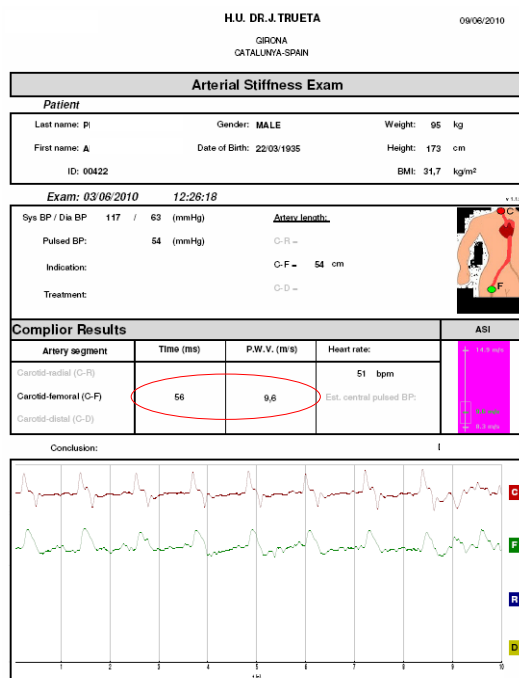 H.U. DR.J.TRUETA 09/06/2010
GIRONA
CATALUNYA-SPAIN
Arterial Stiffness Exam
Patient
Last name: P Gender: MALE Weight: 95 kg
First name: A Date of Birth: 22/03/1935 Height: 173 cm
ID: 00422 BMI: 31,7 kg/m²
Exam: 03/06/2010 12:26:18
Sys BP / Dia BP 117 / 63 (mmHg) Artery length:
Pulsed BP: 54 (mmHg) C-R =
Indication: C-F = 54 cm
Treatment: C-D =
C
F
Complior Results ASI
Artery segment Time (ms) P.W.V. (m/s) Heart rate:
Carotid-radial (C-R) 51 bpm
Carotid-femoral (C-F) 56 9,6 Est. central pulsed BP:
Carotid-distal (C-D)
Conclusion:
C
F
R
D
1 2 3 4 5 6 7 8 9 10